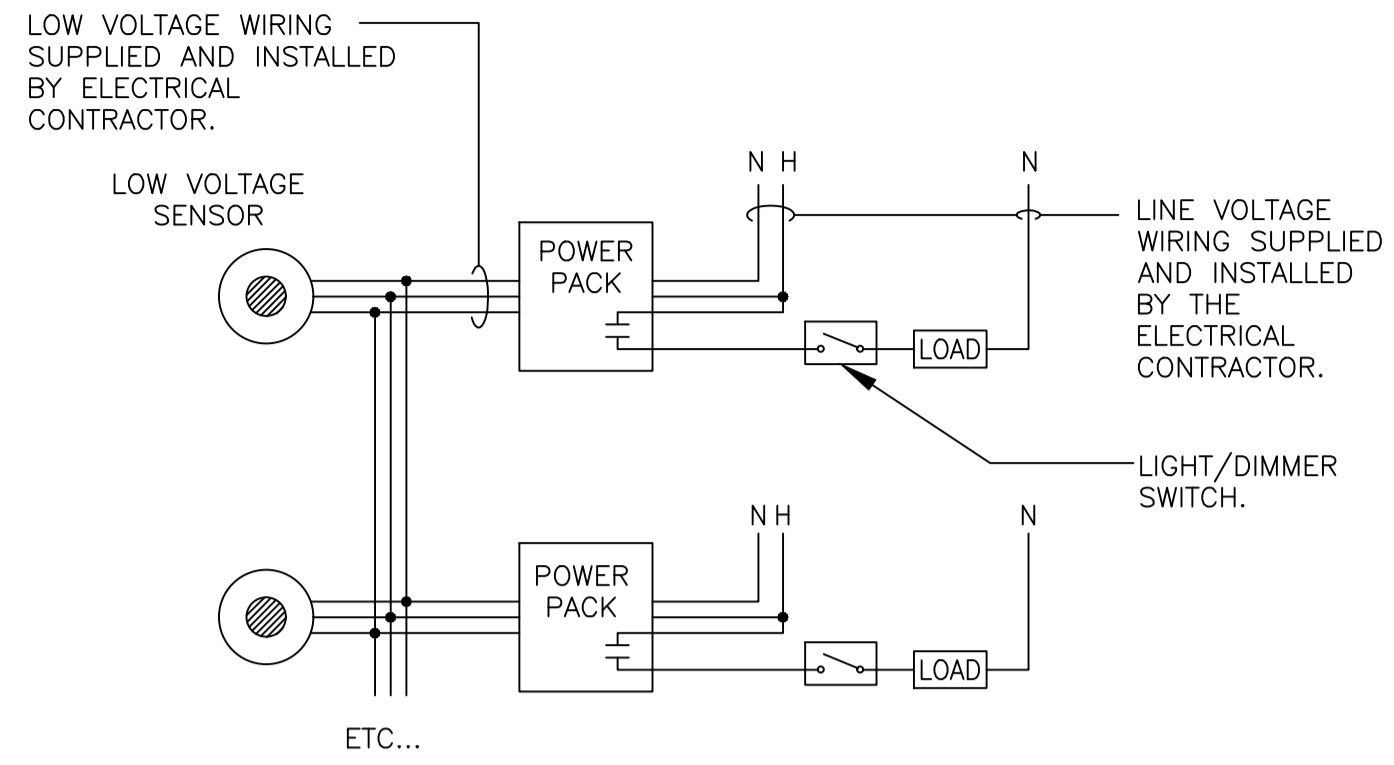 LOW VOLTAGE WIRING
SUPPLIED AND INSTALLED
BY ELECTRICAL
CONTRACTOR.
LOW VOLTAGE
SENSOR
POWER
PACK
N H
N
LINE VOLTAGE
WIRING SUPPLIED
AND INSTALLED
BY THE
ELECTRICAL
CONTRACTOR.
LOAD
LIGHT/DIMMER
SWITCH.
N H
N
POWER
PACK
LOAD
ETC...